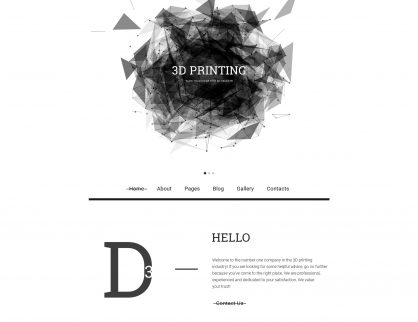 3D PRINTING
Home About Pages Blog Gallery Contacts
D3
HELLO
Welcome to the number one company in the 3D printing
industry! If you are looking for some helpful advice, go no further
because you've come to the right place. We are professional,
experienced and dedicated to your satisfaction. We value
your trust!
Contact Us